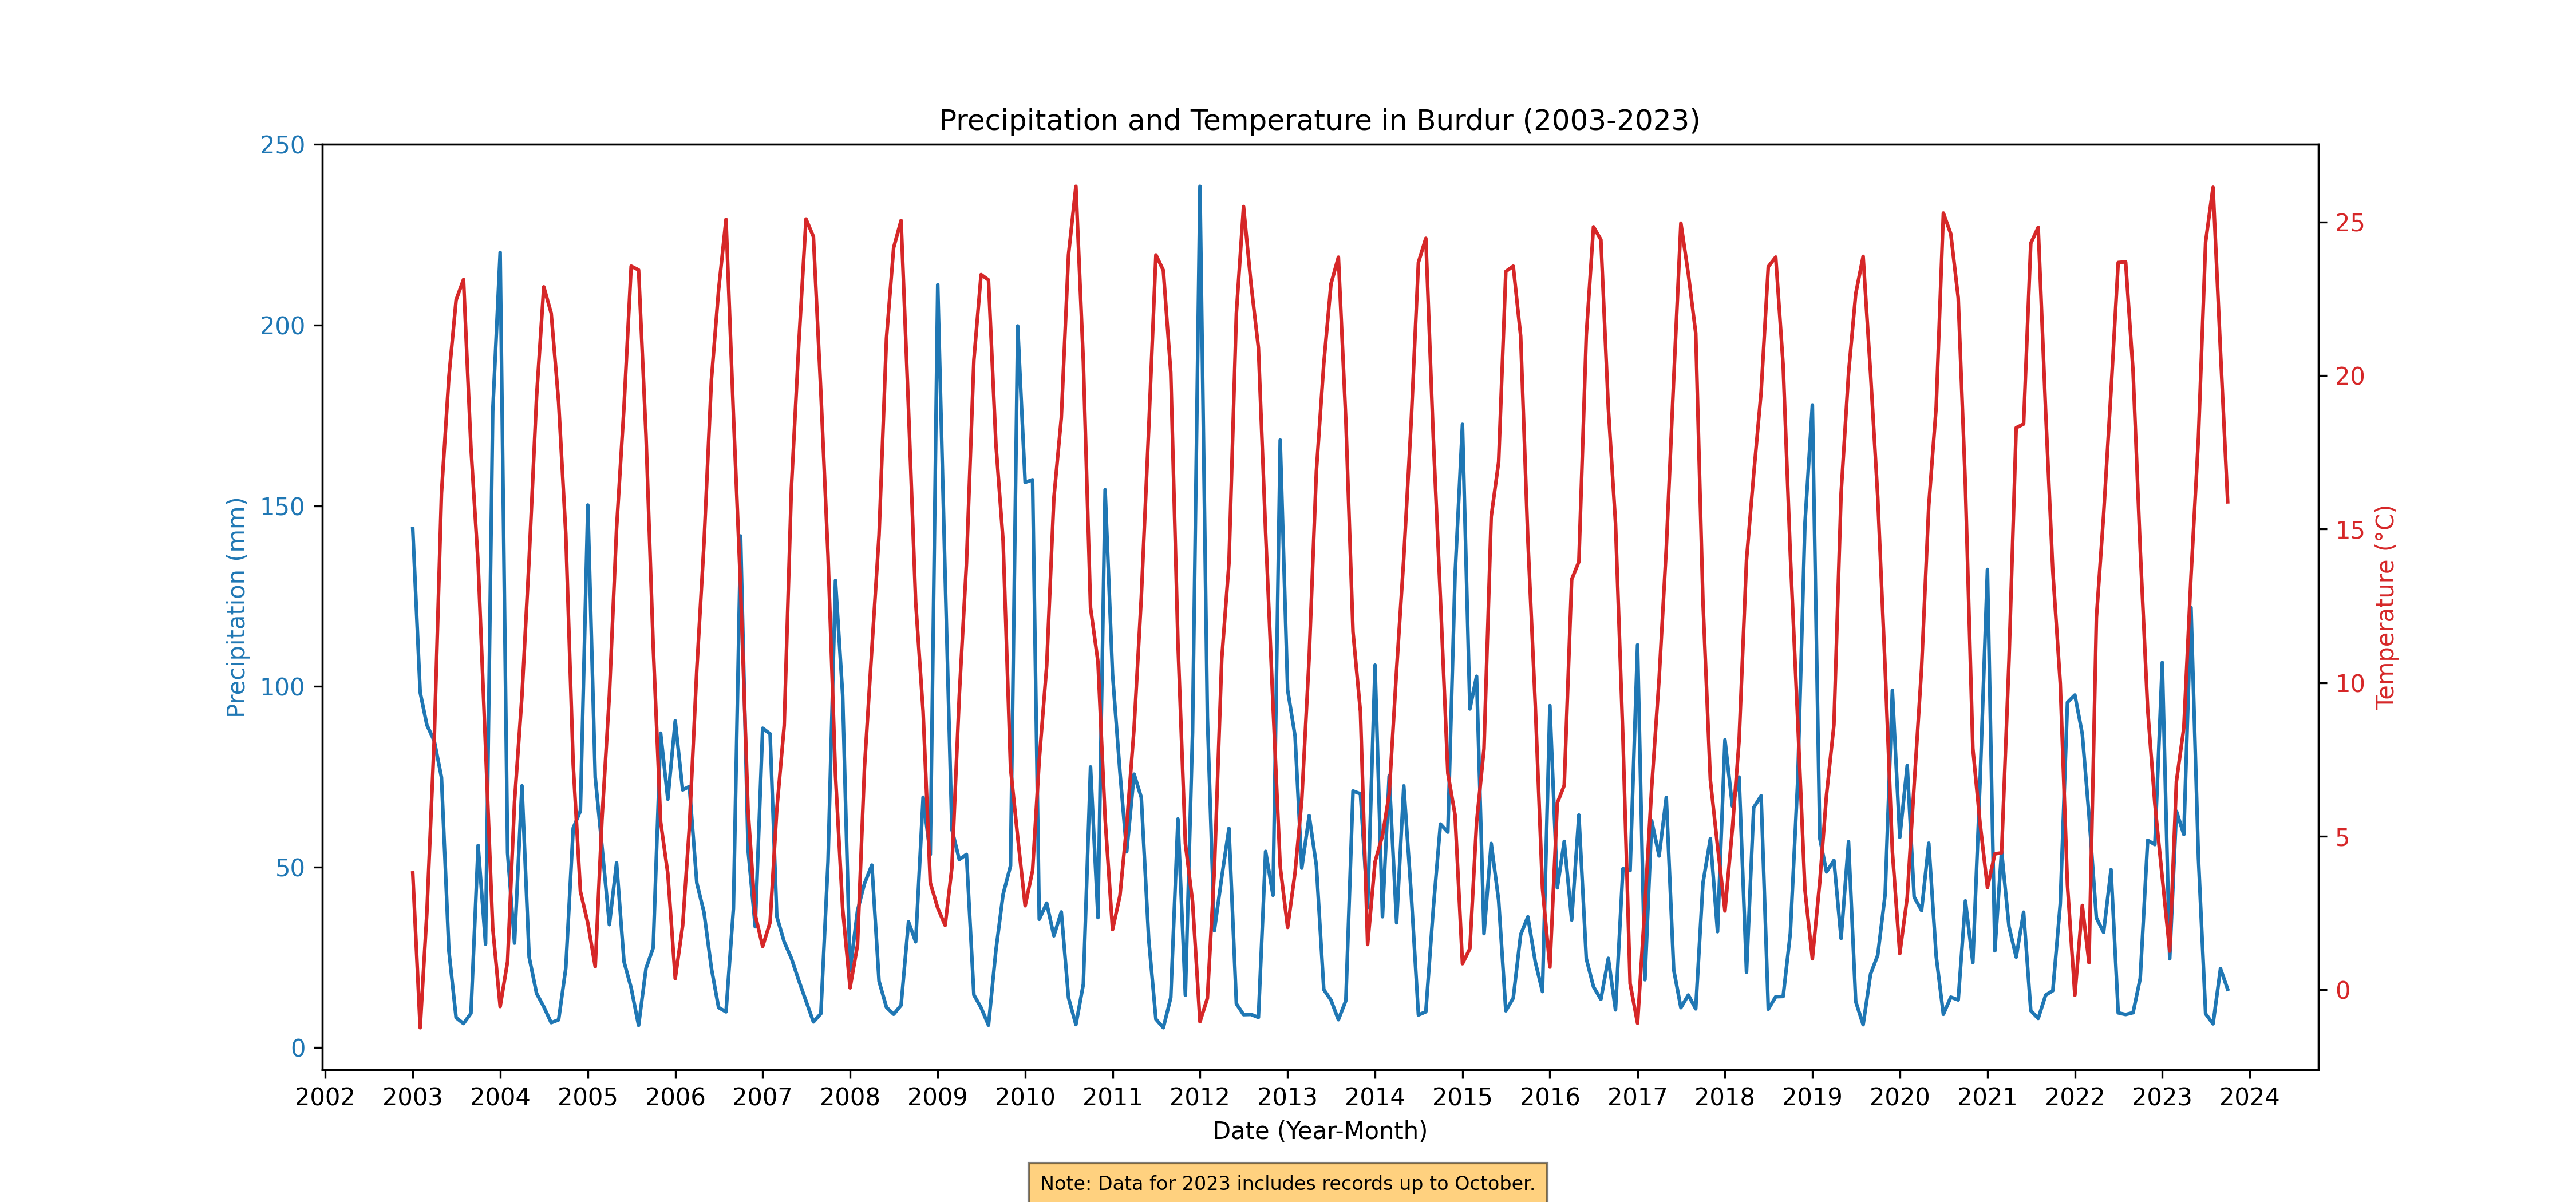 Precipitation and Temperature in Burdur (2003-2023)
250
200
150
100
50
0
Precipitation (mm)
25
20
15
10
5
0
Temperature (°C)
2002 2003 2004 2005 2006 2007 2008 2009 2010 2011 2012 2013 2014 2015 2016 2017 2018 2019 2020 2021 2022 2023 2024
Date (Year-Month)
Note: Data for 2023 includes records up to October.